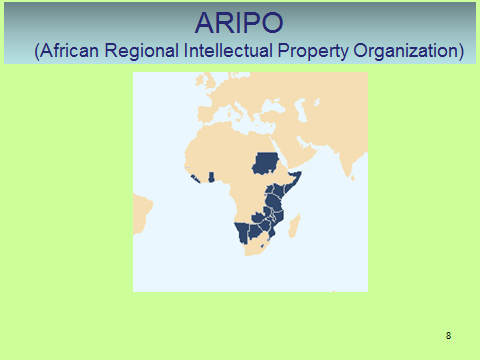 ARIPO
(African Regional Intellectual Property Organization)
8